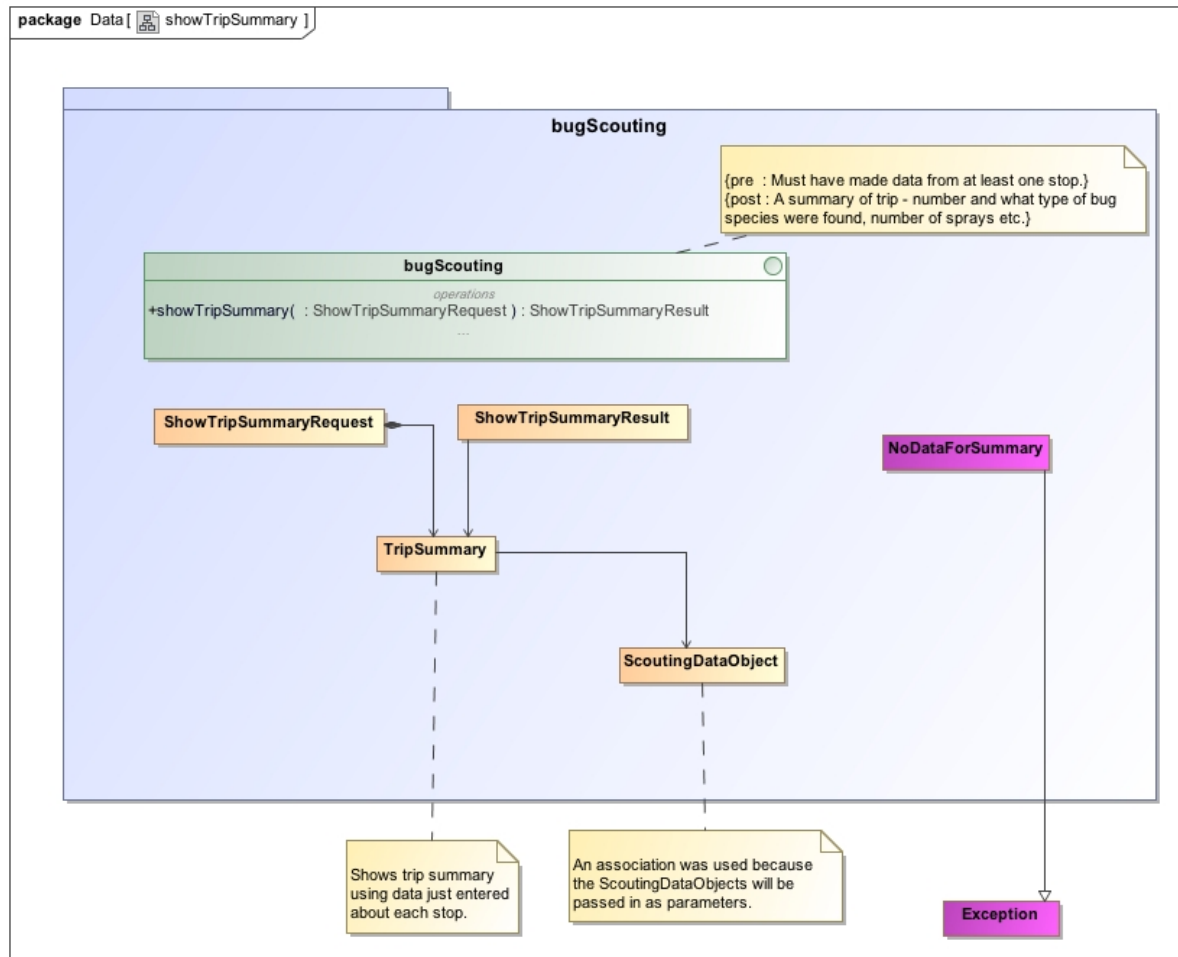 package Data [ showTripSummary ]
bugScouting
{pre : Must have made data from at least one stop.}
{post : A summary of trip - number and what type of bug
species were found, number of sprays etc.}
bugScouting
operations
+showTripSummary( : ShowTripSummaryRequest ) : ShowTripSummaryResult
...
ShowTripSummaryRequest
ShowTripSummaryResult
NoDataForSummary
TripSummary
ScoutingDataObject
Shows trip summary
using data just entered
about each stop.
An association was used because
the ScoutingDataObjects will be
passed in as parameters.
Exception